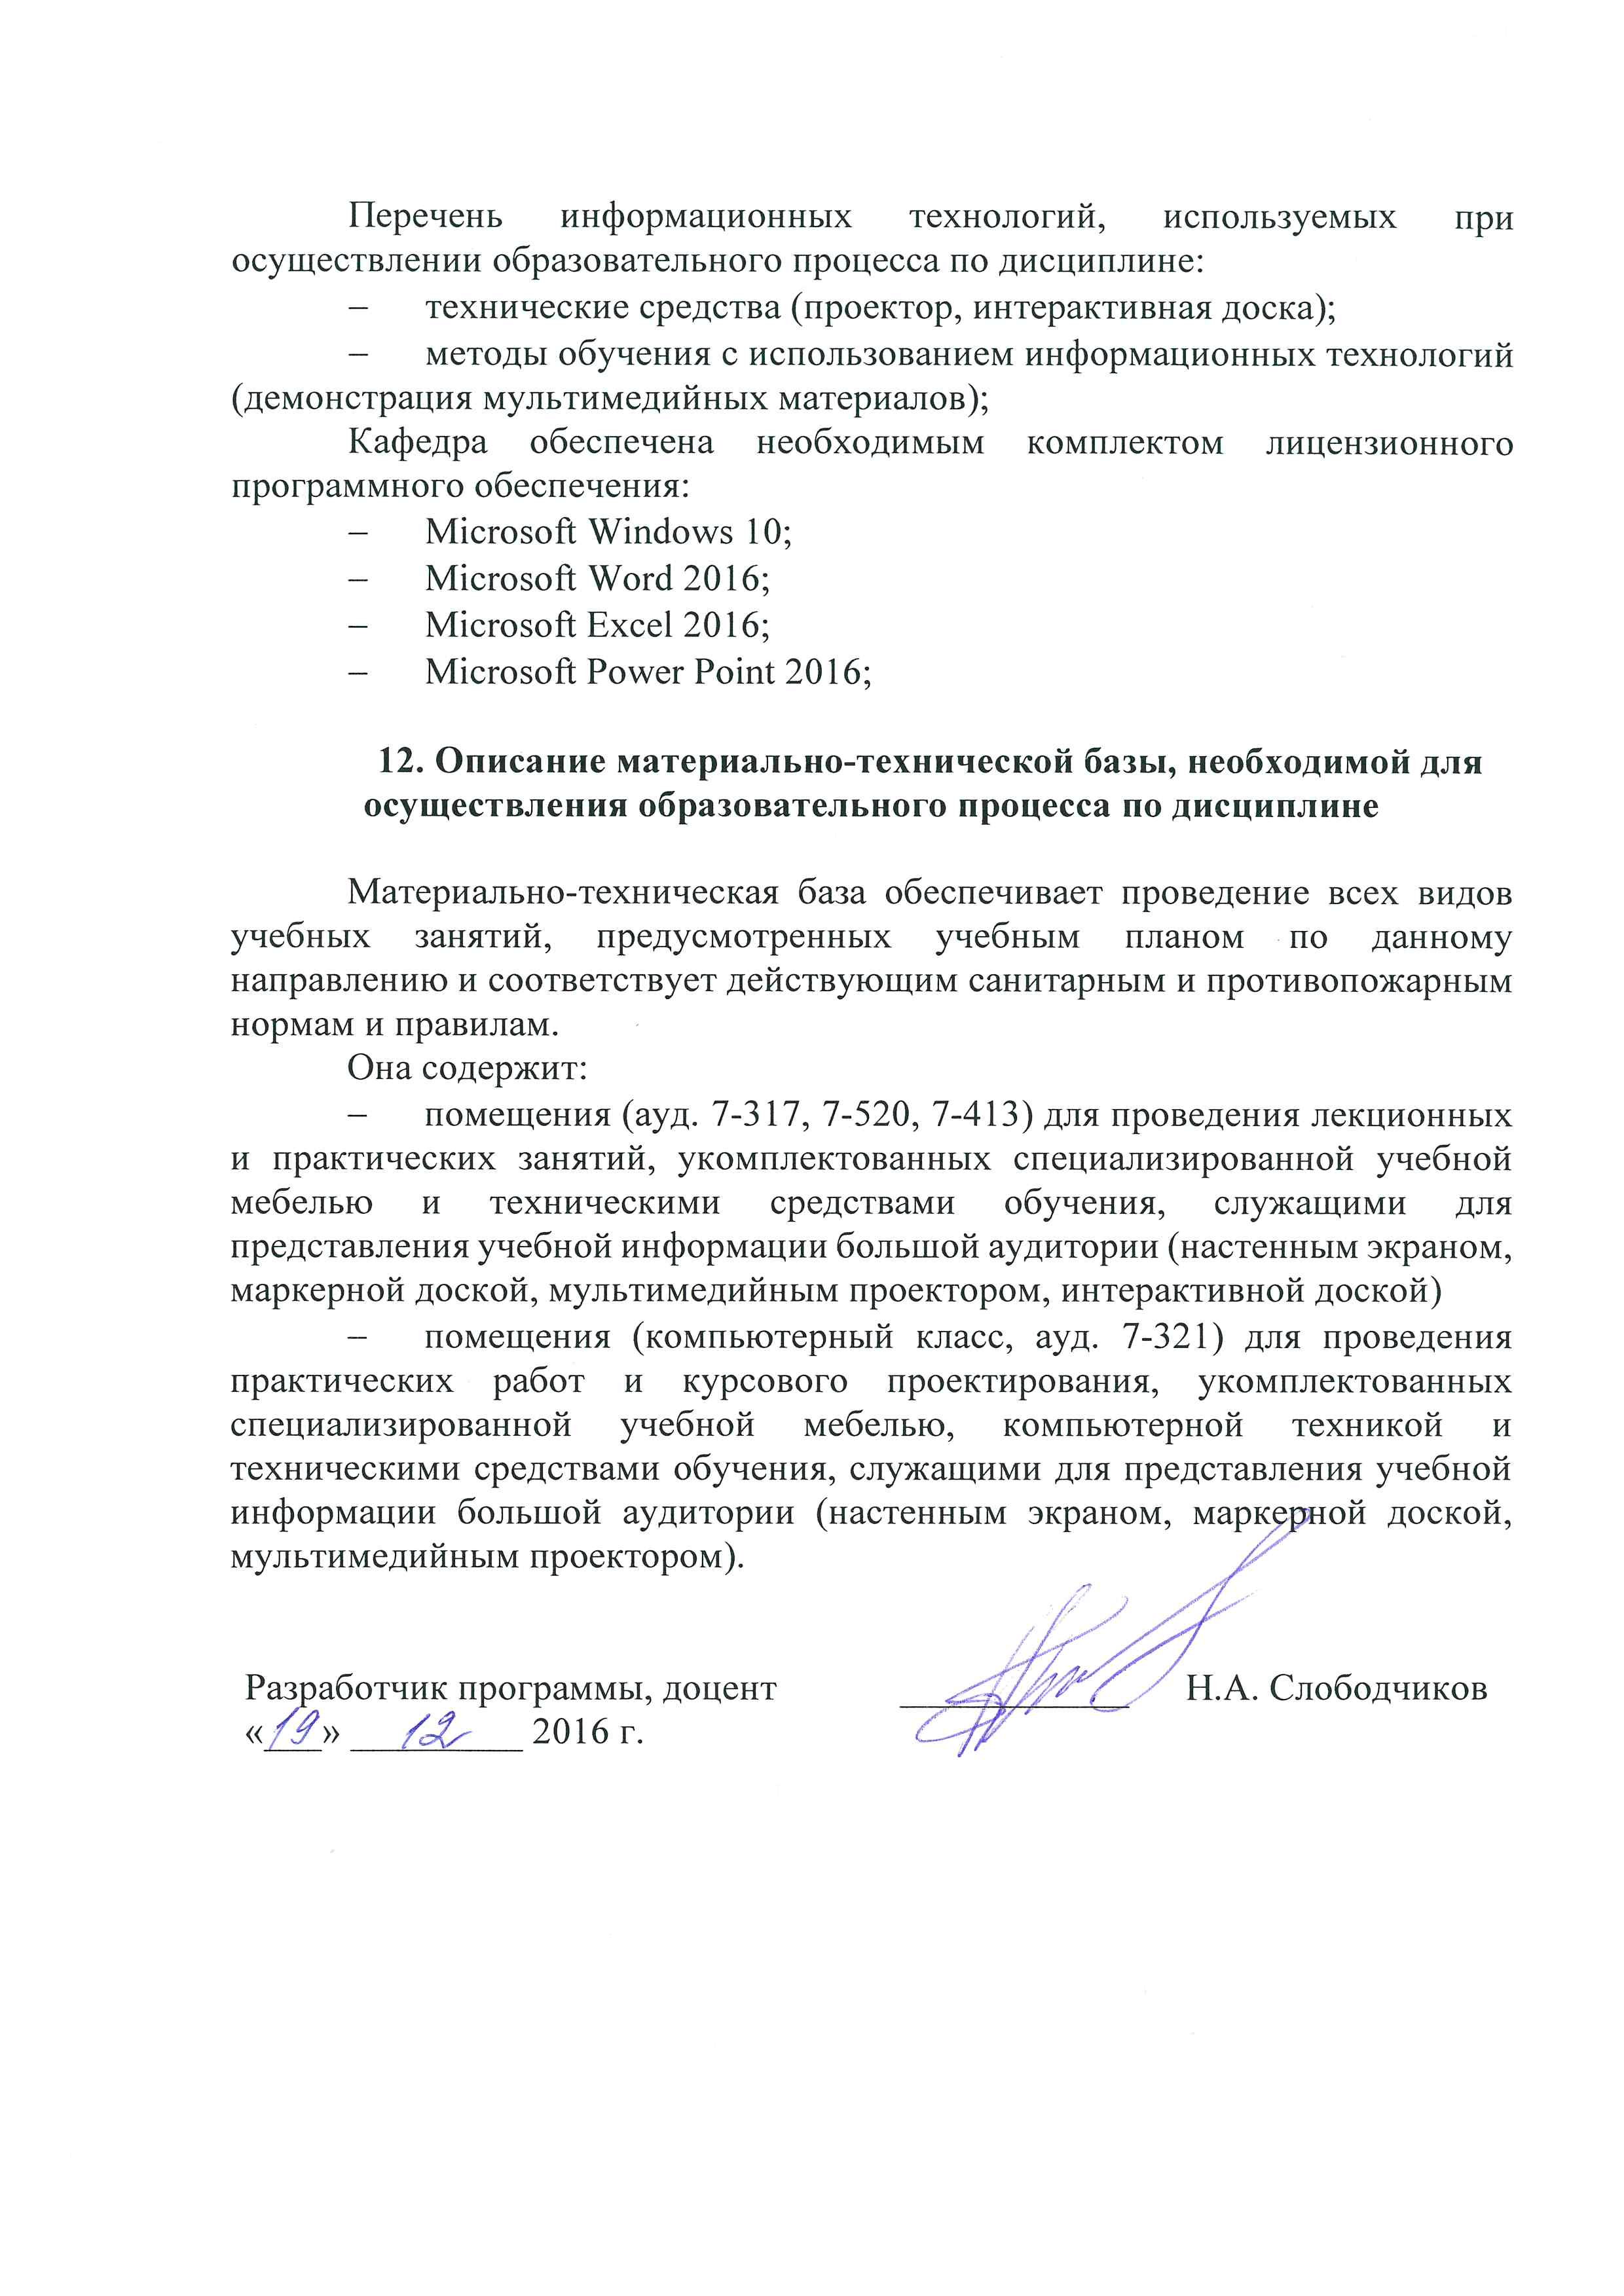 Перечень информационных технологий, используемых при
осуществлении образовательного процесса по дисциплине:
– технические средства (проектор, интерактивная доска);
– методы обучения с использованием информационных технологий
(демонстрация мультимедийных материалов);
Кафедра обеспечена необходимым комплектом лицензионного
программного обеспечения:
– Microsoft Windows 10;
– Microsoft Word 2016;
– Microsoft Excel 2016;
– Microsoft Power Point 2016;
12. Описание материально-технической базы, необходимой для
осуществления образовательного процесса по дисциплине
Материально-техническая база обеспечивает проведение всех видов
учебных занятий, предусмотренных учебным планом по данному
направлению и соответствует действующим санитарным и противопожарным
нормам и правилам.
Она содержит:
– помещения (ауд. 7-317, 7-520, 7-413) для проведения лекционных
и практических занятий, укомплектованных специализированной учебной
мебелью и техническими средствами обучения, служащими для
представления учебной информации большой аудитории (настенным экраном,
маркерной доской, мультимедийным проектором, интерактивной доской)
– помещения (компьютерный класс, ауд. 7-321) для проведения
практических работ и курсового проектирования, укомплектованных
специализированной учебной мебелью, компьютерной техникой и
техническими средствами обучения, служащими для представления учебной
информации большой аудитории (настенным экраном, маркерной доской,
мультимедийным проектором).
Разработчик программы, доцент ____________ Н.А. Слободчиков
«19» 12 2016 г.